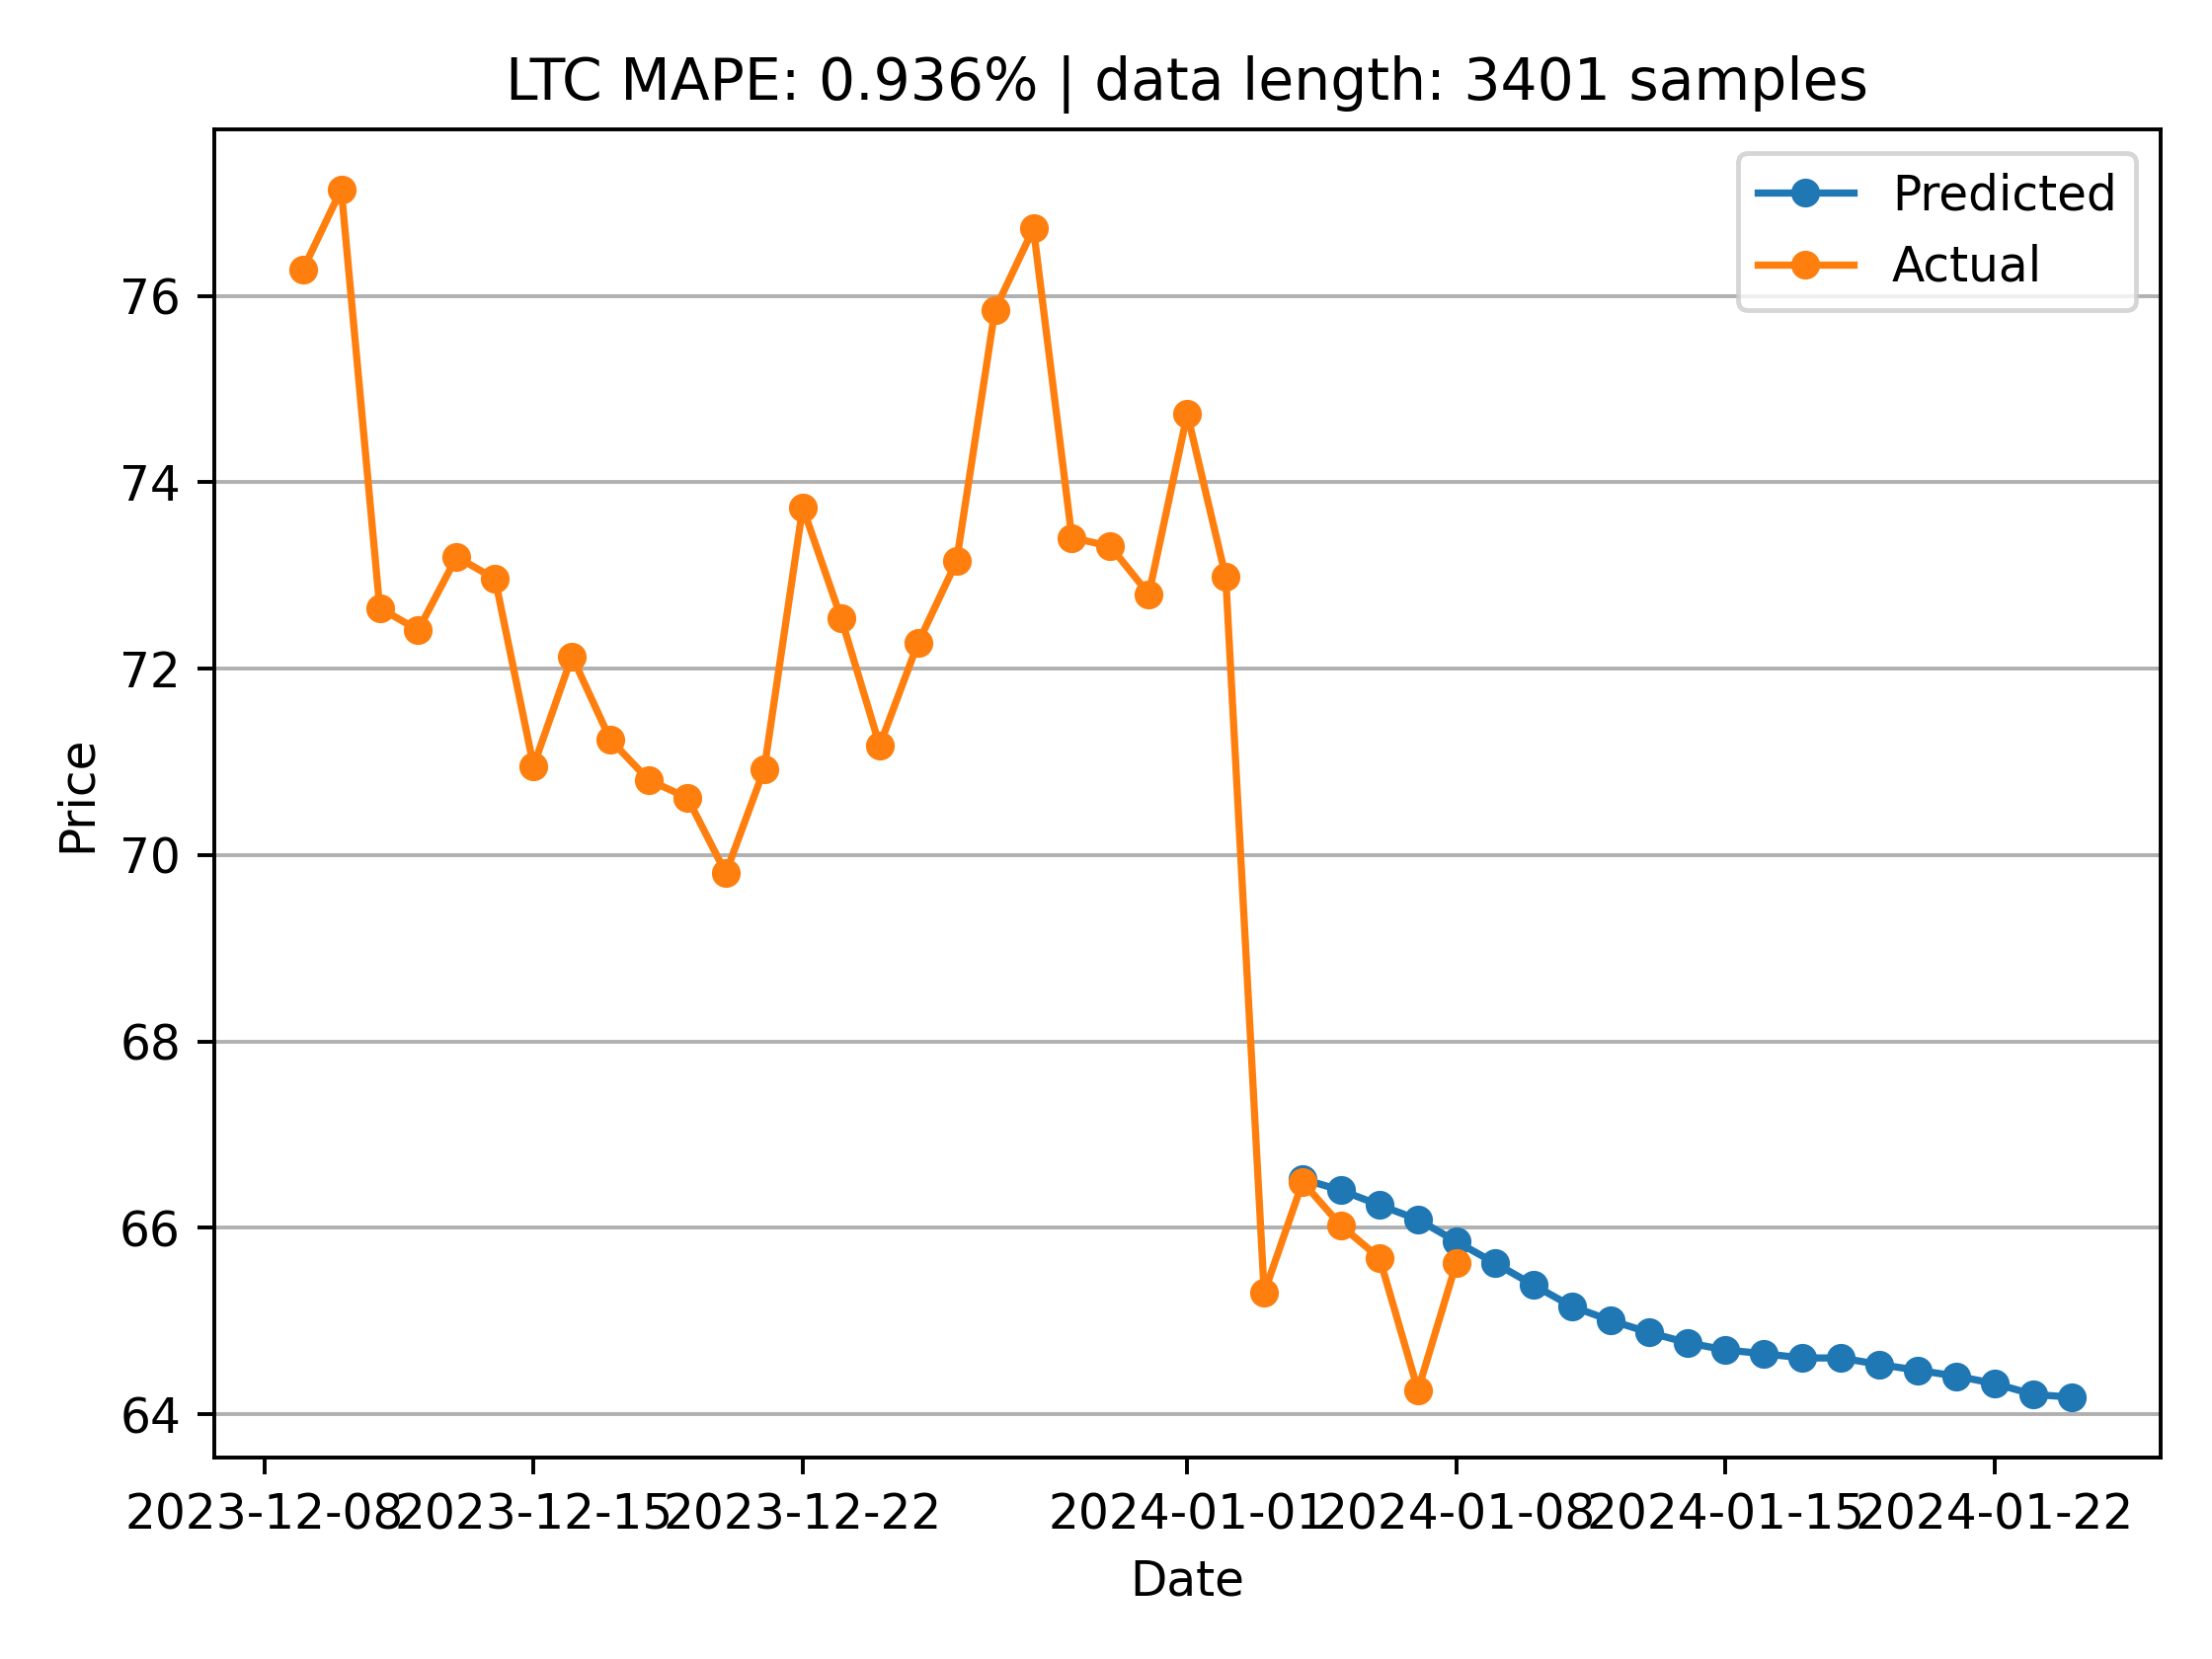 LTC MAPE: 0.936% | data length: 3401 samples
Predicted
Actual
76
74
72
70
68
66
64
Price
2023-12-08 2023-12-15 2023-12-22 2024-01-01 2024-01-08 2024-01-15 2024-01-22
Date